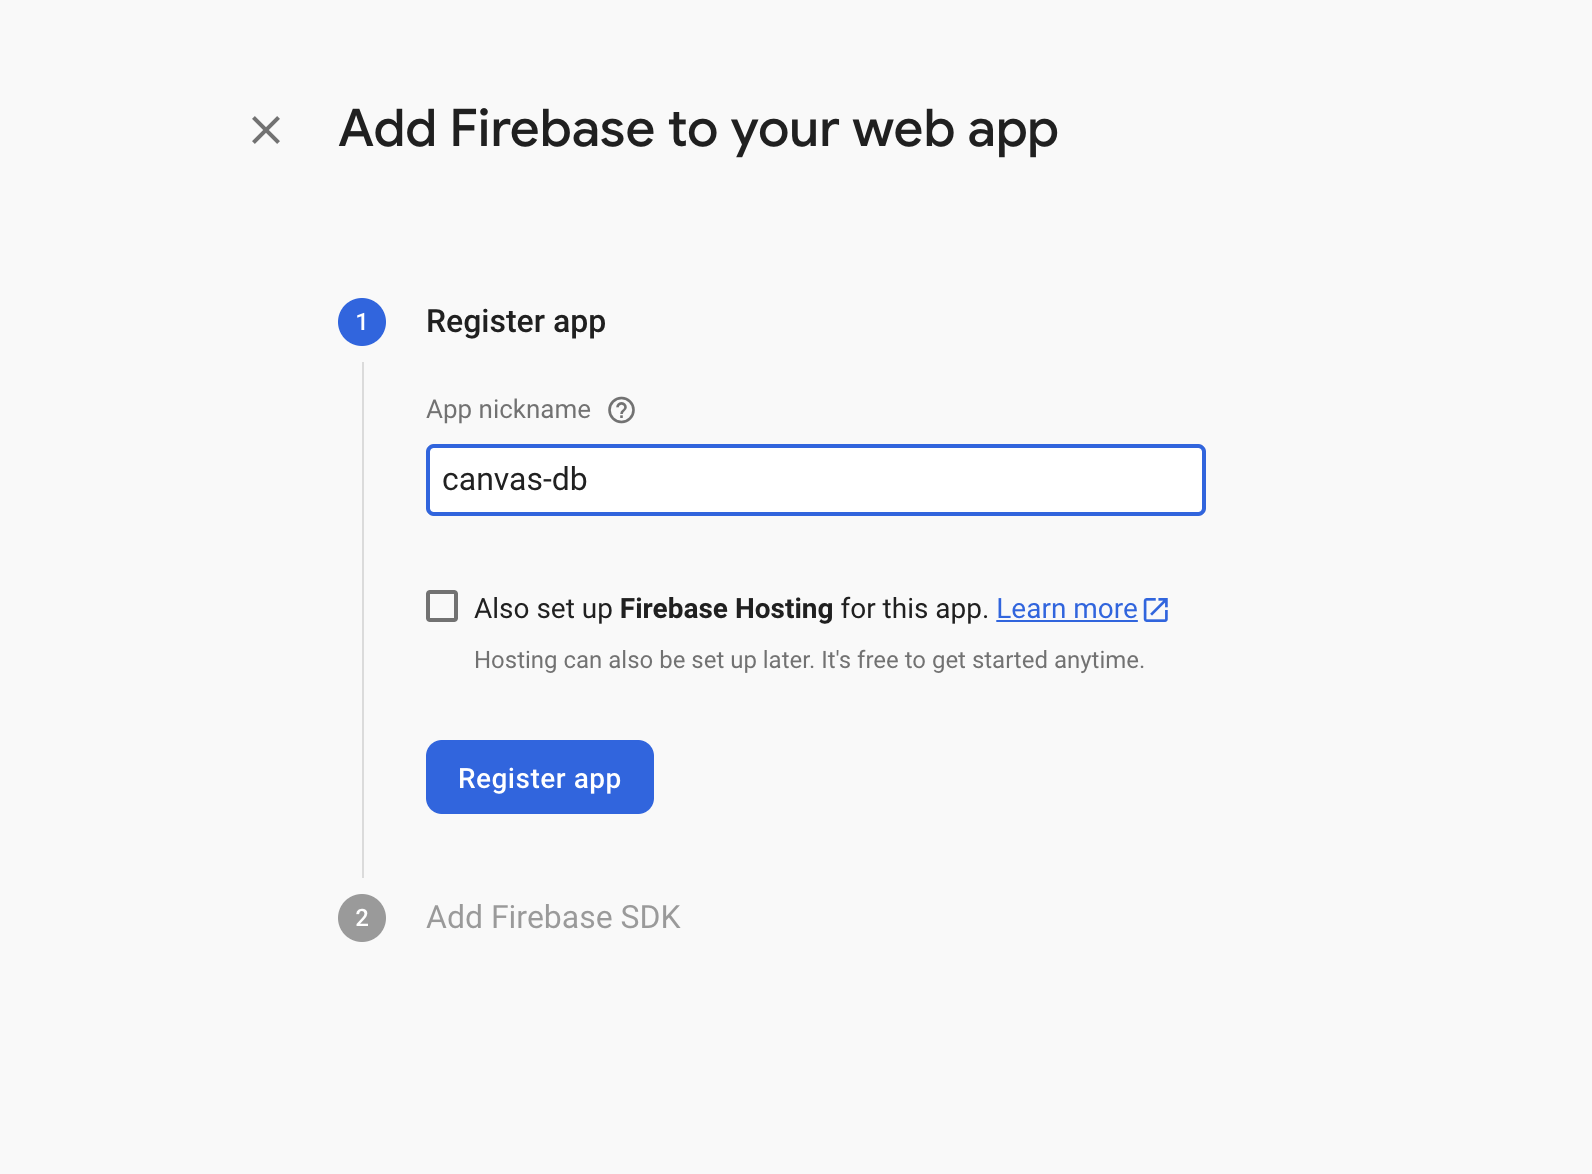 Add Firebase to your web app
1
Register app
App nickname
canvas-db
Also set up Firebase Hosting for this app. Learn more
Hosting can also be set up later. It's free to get started anytime.
Register app
2
Add Firebase SDK